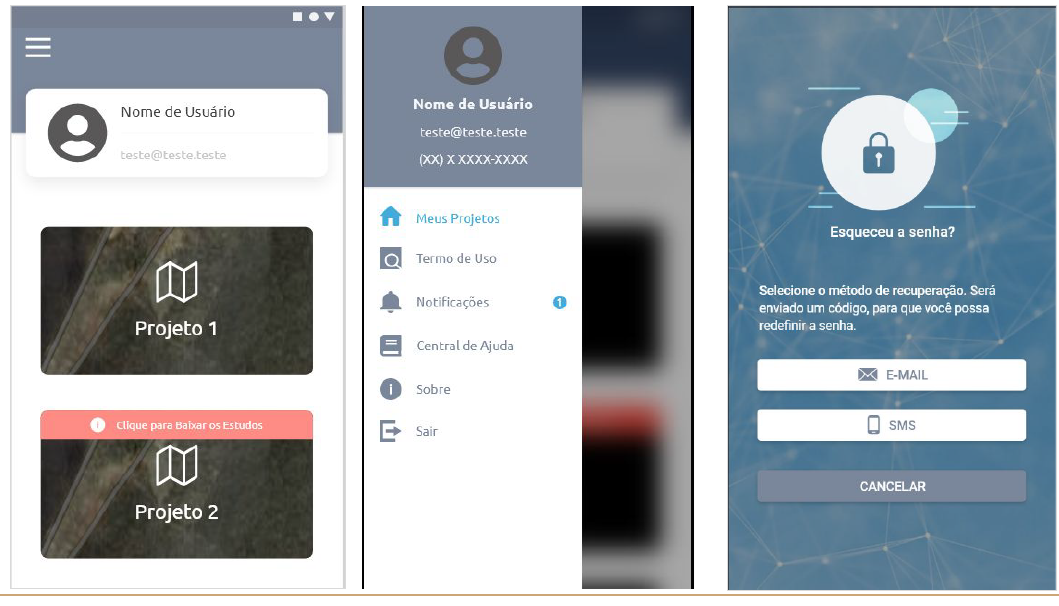 Nome de Usuário
teste@teste.teste
Projeto 1
Clique para Baixar os Estudos
Projeto 2
Nome de Usuário
teste@teste.teste
(XX) X XXXX-XXXX
Meus Projetos
Termo de Uso
Notificações 1
Central de Ajuda
Sobre
Sair
Esqueceu a senha?
Selecione o método de recuperação. Será
enviado um código, para que você possa
redefinir a senha.
E-MAIL
SMS
CANCELAR